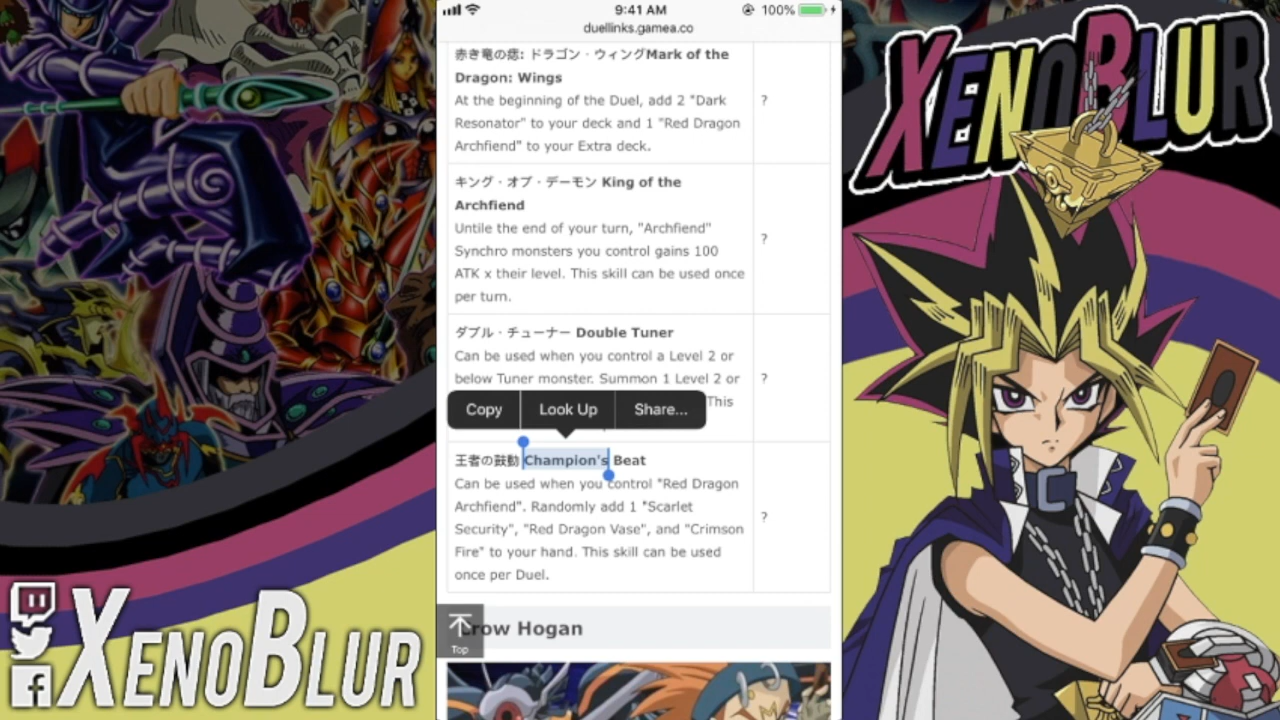 9:41 AM
100%
duellinks.gamea.co
赤き竜の痣: ドラゴン・ウィングMark of the
Dragon: Wings
At the beginning of the Duel, add 2 "Dark
Resonator" to your deck and 1 "Red Dragon
Archfiend" to your Extra deck.
?
キング・オブ・デーモン King of the
Archfiend
Untile the end of your turn, "Archfiend"
Synchro monsters you control gains 100
ATK x their level. This skill can be used once
per turn.
?
ダブル・チューナー Double Tuner
Can be used when you control a Level 2 or
below Tuner monster. Summon 1 Level 2 or
This
?
Copy
Look Up
Share...
王者の鼓動 Champion's Beat
Can be used when you control "Red Dragon
Archfiend". Randomly add 1 "Scarlet
Security", "Red Dragon Vase", and "Crimson
Fire" to your hand. This skill can be used
once per Duel.
?
Top
row Hogan
XENOBLUR
XENOBLUR